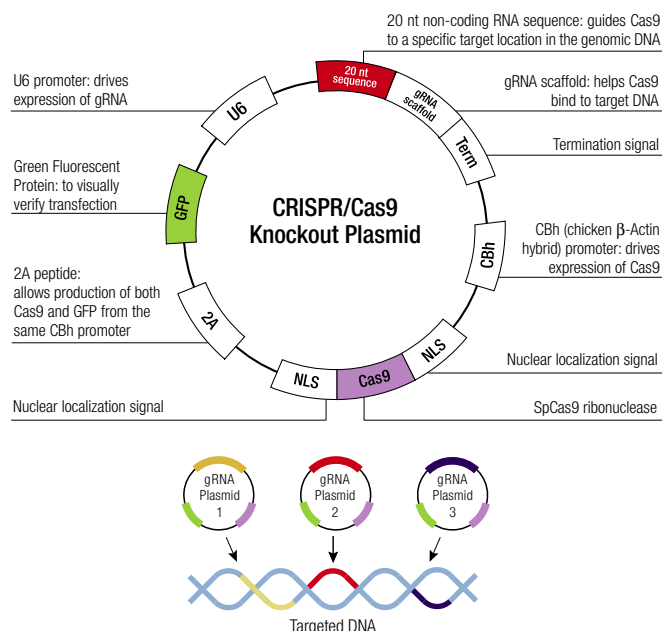 20 nt non-coding RNA sequence: guides Cas9
to a specific target location in the genomic DNA
20 nt
sequence
gRNA
scaffold
gRNA scaffold: helps Cas9
bind to target DNA
Term
Termination signal
U6 promoter: drives
expression of gRNA
U6
Green Fluorescent
Protein: to visually
verify transfection
GFP
CRISPR/Cas9
Knockout Plasmid
CBh
CBh (chicken β-Actin
hybrid) promoter: drives
expression of Cas9
2A peptide:
allows production of both
Cas9 and GFP from the
same CBh promoter
2A
NLS
Cas9
NLS
Nuclear localization signal
Nuclear localization signal
SpCas9 ribonuclease
gRNA
Plasmid
1
gRNA
Plasmid
2
gRNA
Plasmid
3
Targeted DNA